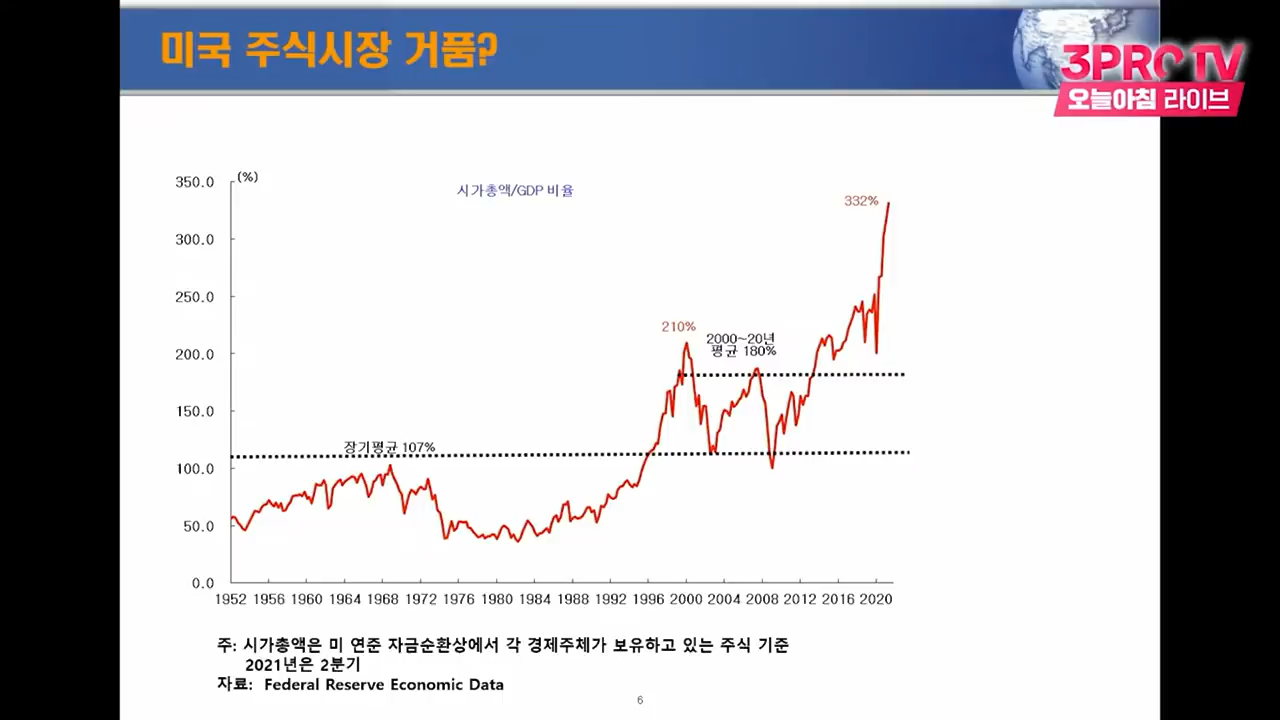 미국 주식시장 거품?
3PRO TV
오늘아침 라이브
(%)
시가총액/GDP 비율
350.0
300.0
250.0
200.0
150.0
100.0
50.0
0.0
332%
210%
2000~20년
평균 180%
장기평균 107%
1952 1956 1960 1964 1968 1972 1976 1980 1984 1988 1992 1996 2000 2004 2008 2012 2016 2020
주: 시가총액은 미 연준 자금순환상에서 각 경제주체가 보유하고 있는 주식 기준
2021년은 2분기
자료: Federal Reserve Economic Data
6